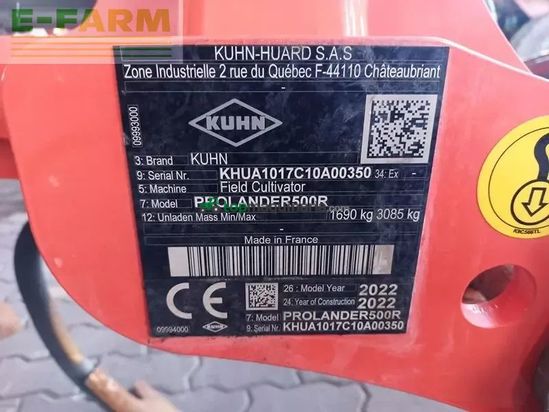 E-FARM
KUHN-HUARD S.A.S
Zone Industrielle 2 rue du Québec F-44110 Châteaubriant
09993000
KUHN
3: Brand KUHN
9: Serial Nr. KHUA1017C10A00350 34: Ex -
5: Machine Field Cultivator
7: Model PROLANDER500R
12: Unladen Mass Min/Max 1690 kg 3085 kg
- -
Made in France
CE
26: Model Year 2022
24: Year of Construction 2022
7: Model PROLANDER500R
9: Serial Nr. KHUA1017C10A00350
09994000
KUHN